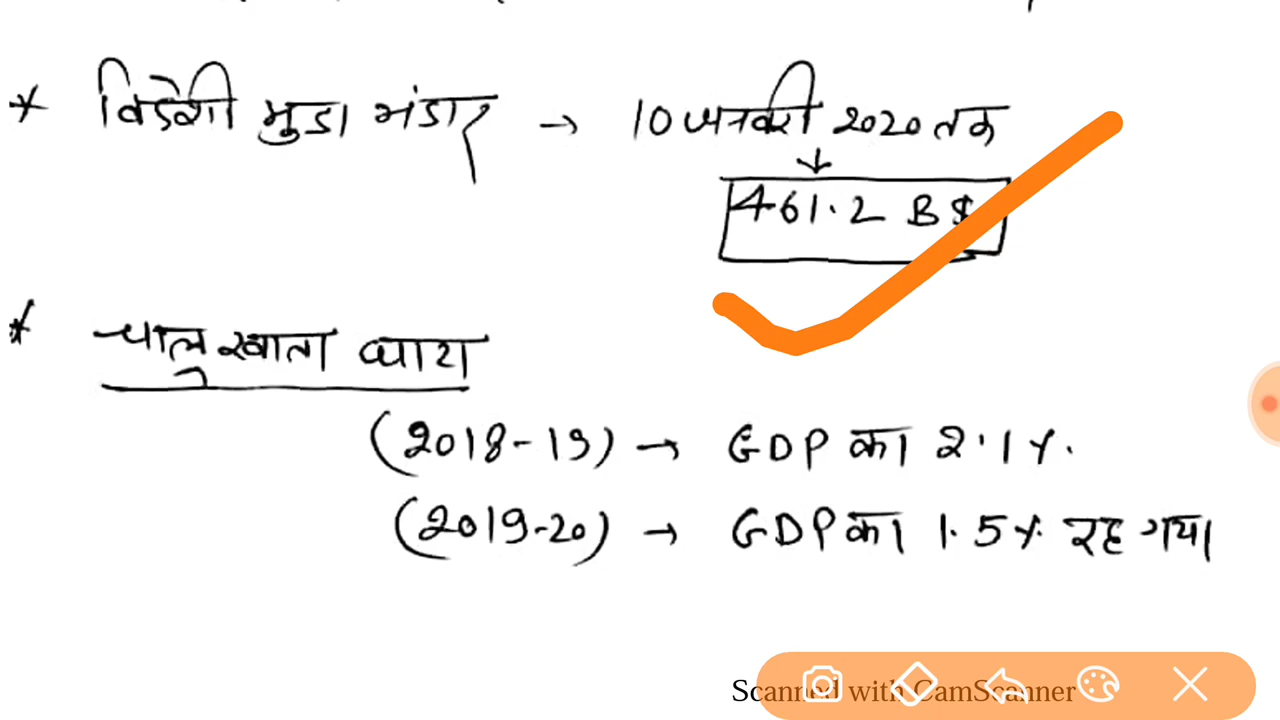 * विदेशी मुद्रा भंडार → 10 जनवरी 2020 तक
↓
461.2 B $
* चालु खाता घाटा
(2018-19) → GDP का 2.1%.
(2019-20) → GDP का 1.5% रह गया
Scanned with CamScanner